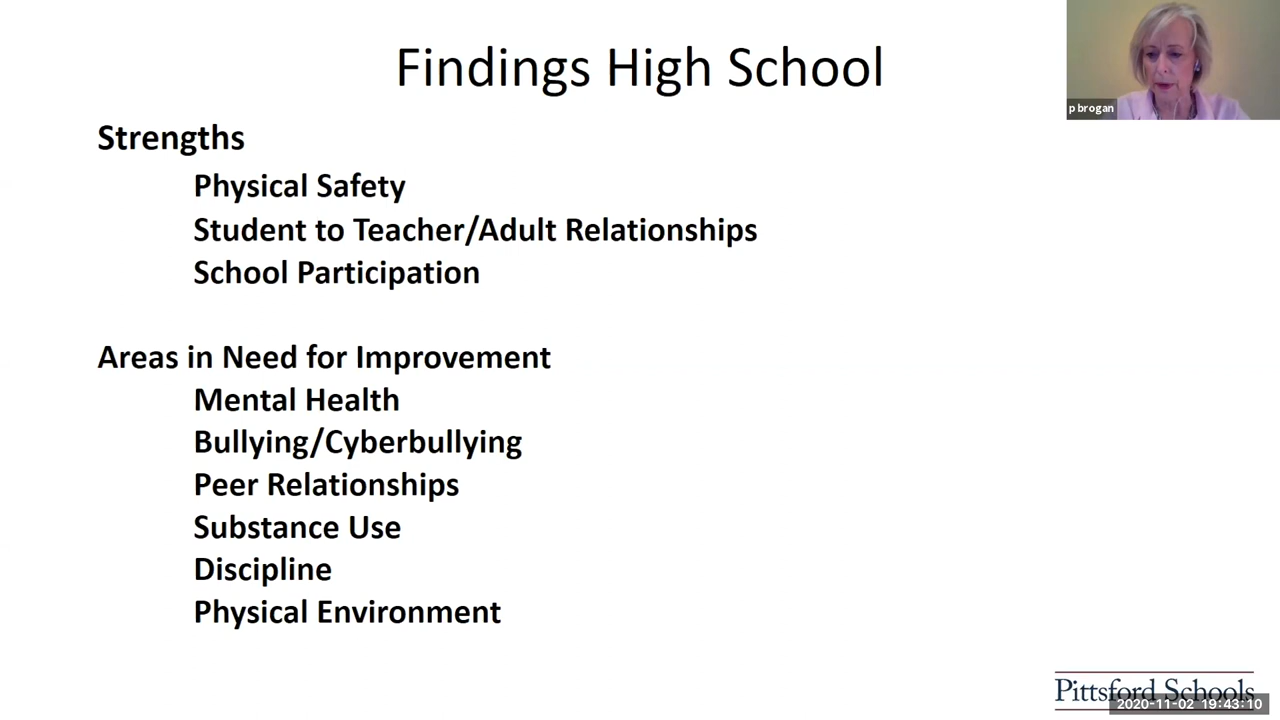 Findings High School
p brogan
Strengths
Physical Safety
Student to Teacher/Adult Relationships
School Participation
Areas in Need for Improvement
Mental Health
Bullying/Cyberbullying
Peer Relationships
Substance Use
Discipline
Physical Environment
Pittsford Schools
2020-11-02 19:43:10